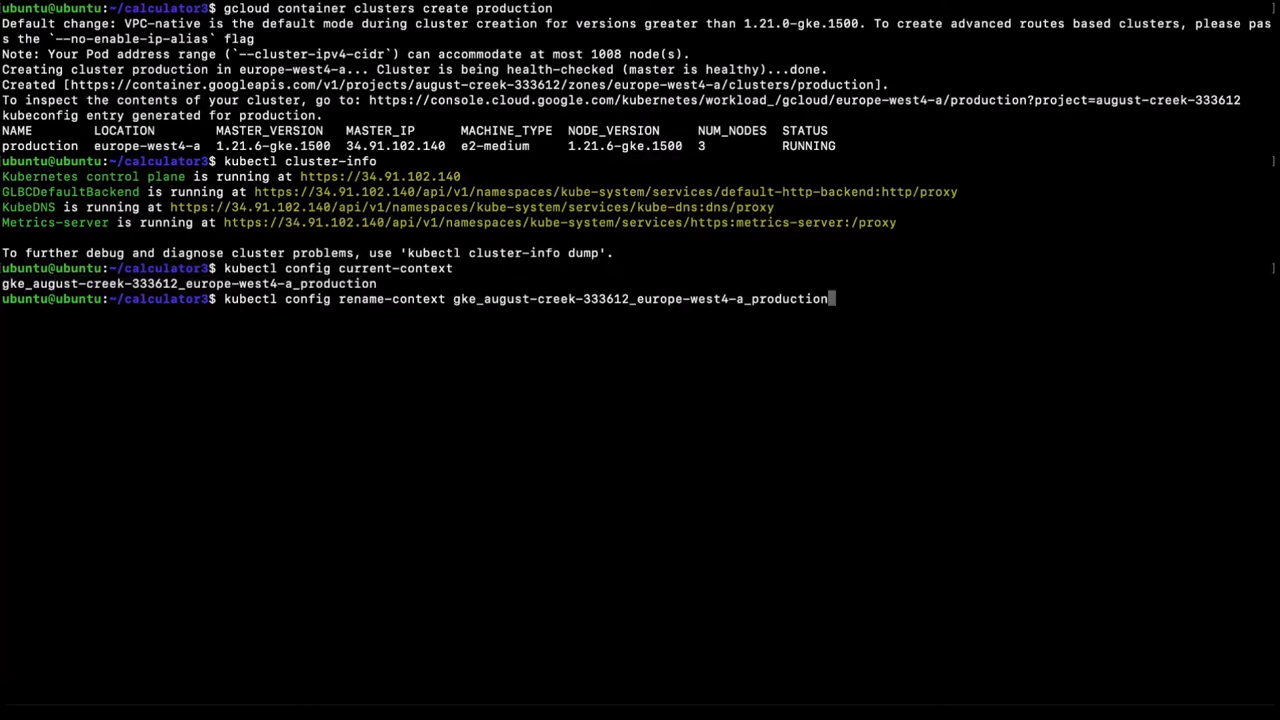 ubuntu@ubuntu:~/calculator3$ gcloud container clusters create production
Default change: VPC-native is the default mode during cluster creation for versions greater than 1.21.0-gke.1500. To create advanced routes based clusters, please pas
s the `--no-enable-ip-alias` flag
Note: Your Pod address range (`--cluster-ipv4-cidr`) can accommodate at most 1008 node(s).
Creating cluster production in europe-west4-a... Cluster is being health-checked (master is healthy)...done.
Created [https://container.googleapis.com/v1/projects/august-creek-333612/zones/europe-west4-a/clusters/production].
To inspect the contents of your cluster, go to: https://console.cloud.google.com/kubernetes/workload_/gcloud/europe-west4-a/production?project=august-creek-333612
kubeconfig entry generated for production.
NAME LOCATION MASTER_VERSION MASTER_IP MACHINE_TYPE NODE_VERSION NUM_NODES STATUS
production europe-west4-a 1.21.6-gke.1500 34.91.102.140 e2-medium 1.21.6-gke.1500 3 RUNNING
ubuntu@ubuntu:~/calculator3$ kubectl cluster-info
Kubernetes control plane is running at https://34.91.102.140
GLBCDefaultBackend is running at https://34.91.102.140/api/v1/namespaces/kube-system/services/default-http-backend:http/proxy
KubeDNS is running at https://34.91.102.140/api/v1/namespaces/kube-system/services/kube-dns:dns/proxy
Metrics-server is running at https://34.91.102.140/api/v1/namespaces/kube-system/services/https:metrics-server:/proxy
To further debug and diagnose cluster problems, use 'kubectl cluster-info dump'.
ubuntu@ubuntu:~/calculator3$ kubectl config current-context
gke_august-creek-333612_europe-west4-a_production
ubuntu@ubuntu:~/calculator3$ kubectl config rename-context gke_august-creek-333612_europe-west4-a_production